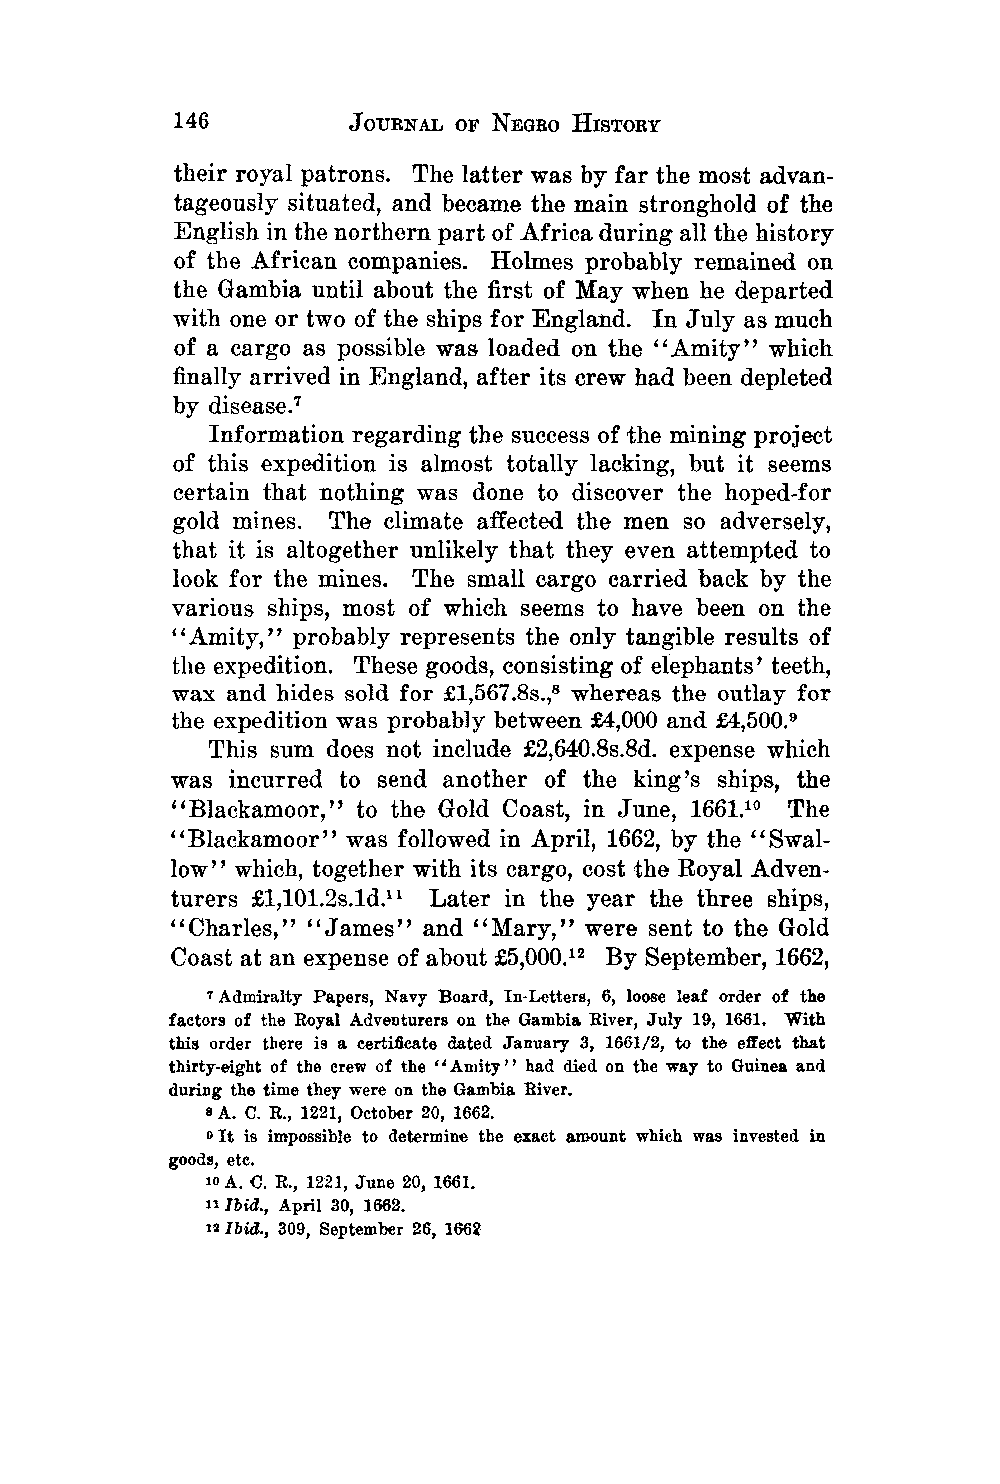 146 JOURNAL OF NEGRO HISTORY
their royal patrons. The latter was by far the most advan-
tageously situated, and became the main stronghold of the
English in the northern part of Africa during all the history
of the African companies. Holmes probably remained on
the Gambia until about the first of May when he departed
with one or two of the ships for England. In July as much
of a cargo as possible was loaded on the ‘‘Amity’’ which
finally arrived in England, after its crew had been depleted
by disease.⁷
Information regarding the success of the mining project
of this expedition is almost totally lacking, but it seems
certain that nothing was done to discover the hoped-for
gold mines. The climate affected the men so adversely,
that it is altogether unlikely that they even attempted to
look for the mines. The small cargo carried back by the
various ships, most of which seems to have been on the
‘‘Amity,’’ probably represents the only tangible results of
the expedition. These goods, consisting of elephants’ teeth,
wax and hides sold for £1,567.8s.,⁸ whereas the outlay for
the expedition was probably between £4,000 and £4,500.⁹
This sum does not include £2,640.8s.8d. expense which
was incurred to send another of the king’s ships, the
‘‘Blackamoor,’’ to the Gold Coast, in June, 1661.¹⁰ The
‘‘Blackamoor’’ was followed in April, 1662, by the ‘‘Swal-
low’’ which, together with its cargo, cost the Royal Adven-
turers £1,101.2s.1d.¹¹ Later in the year the three ships,
‘‘Charles,’’ ‘‘James’’ and ‘‘Mary,’’ were sent to the Gold
Coast at an expense of about £5,000.¹² By September, 1662,
⁷ Admiralty Papers, Navy Board, In-Letters, 6, loose leaf order of the
factors of the Royal Adventurers on the Gambia River, July 19, 1661. With
this order there is a certificate dated January 3, 1661/2, to the effect that
thirty-eight of the crew of the ‘‘Amity’’ had died on the way to Guinea and
during the time they were on the Gambia River.
⁸ A. C. R., 1221, October 20, 1662.
⁹ It is impossible to determine the exact amount which was invested in
goods, etc.
¹⁰ A. C. R., 1221, June 20, 1661.
¹¹ Ibid., April 30, 1662.
¹² Ibid., 309, September 26, 1662